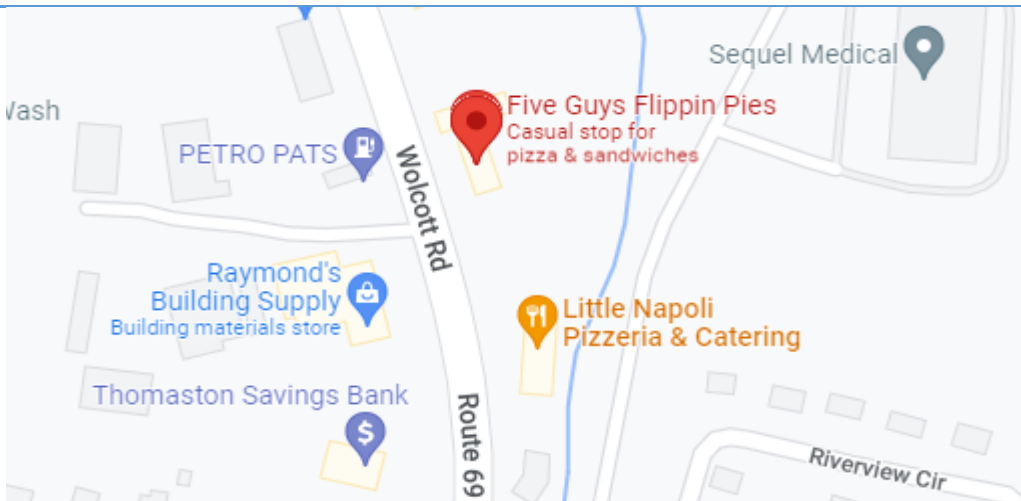 Sequel Medical
Five Guys Flippin Pies
Casual stop for
pizza & sandwiches
Wash
PETRO PATS
Wolcott Rd
Raymond's
Building Supply
Building materials store
Little Napoli
Pizzeria & Catering
Thomaston Savings Bank
$
Route 69
Riverview Cir